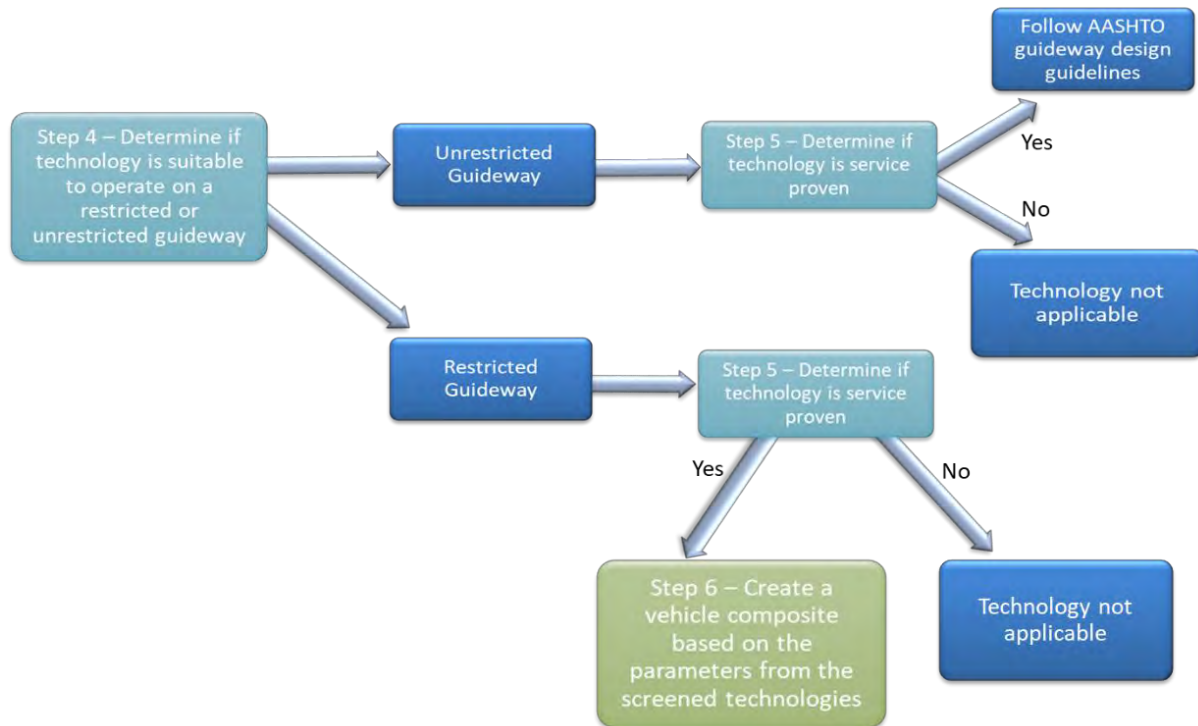 Follow AASHTO
guideway design
guidelines
Step 4 – Determine if
technology is suitable
to operate on a
restricted or
unrestricted guideway
Unrestricted
Guideway
Step 5 – Determine if
technology is service
proven
Yes
No
Technology not
applicable
Restricted
Guideway
Step 5 – Determine if
technology is service
proven
Yes
No
Step 6 – Create a
vehicle composite
based on the
parameters from the
screened technologies
Technology not
applicable